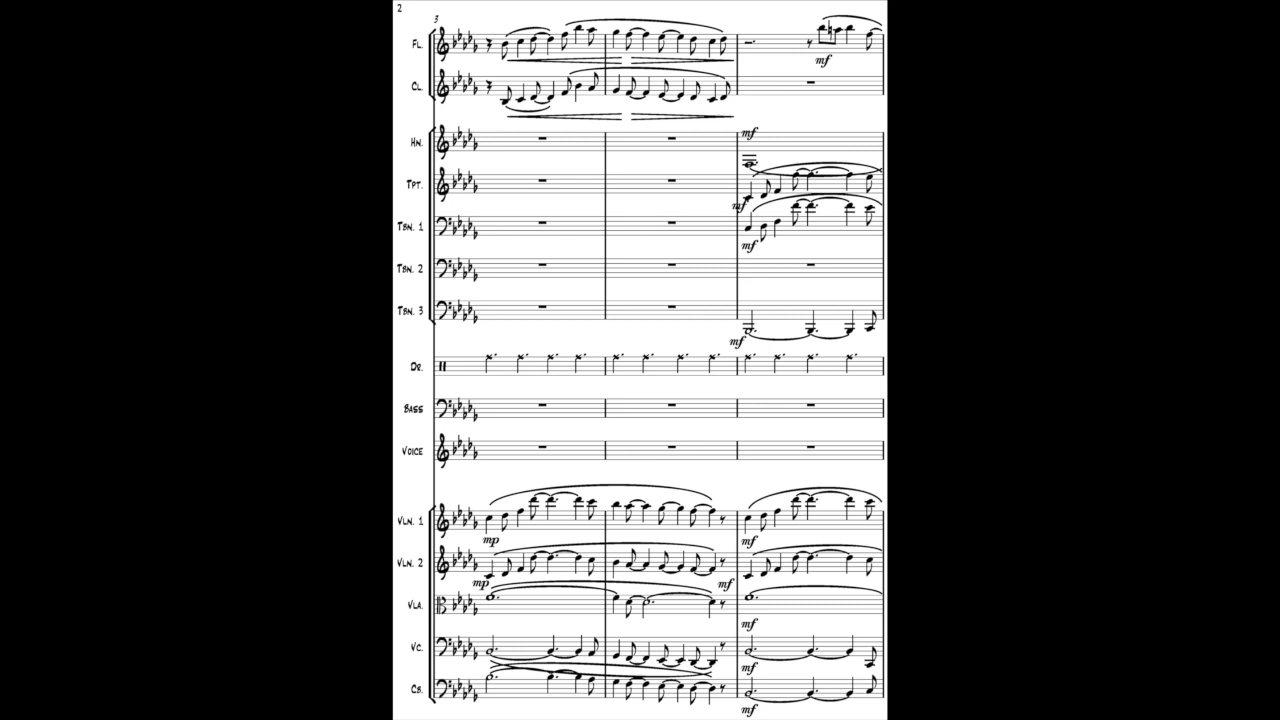 2
3
Fl.
mf
Cl.
mf
Hn.
Tpt.
mf
Tbn. 1
mf
Tbn. 2
Tbn. 3
mf
Dr.
Bass
Voice
Vln. 1
mp
mf
Vln. 2
mp
mf
Vla.
mf
Vc.
mf
Cb.
mf